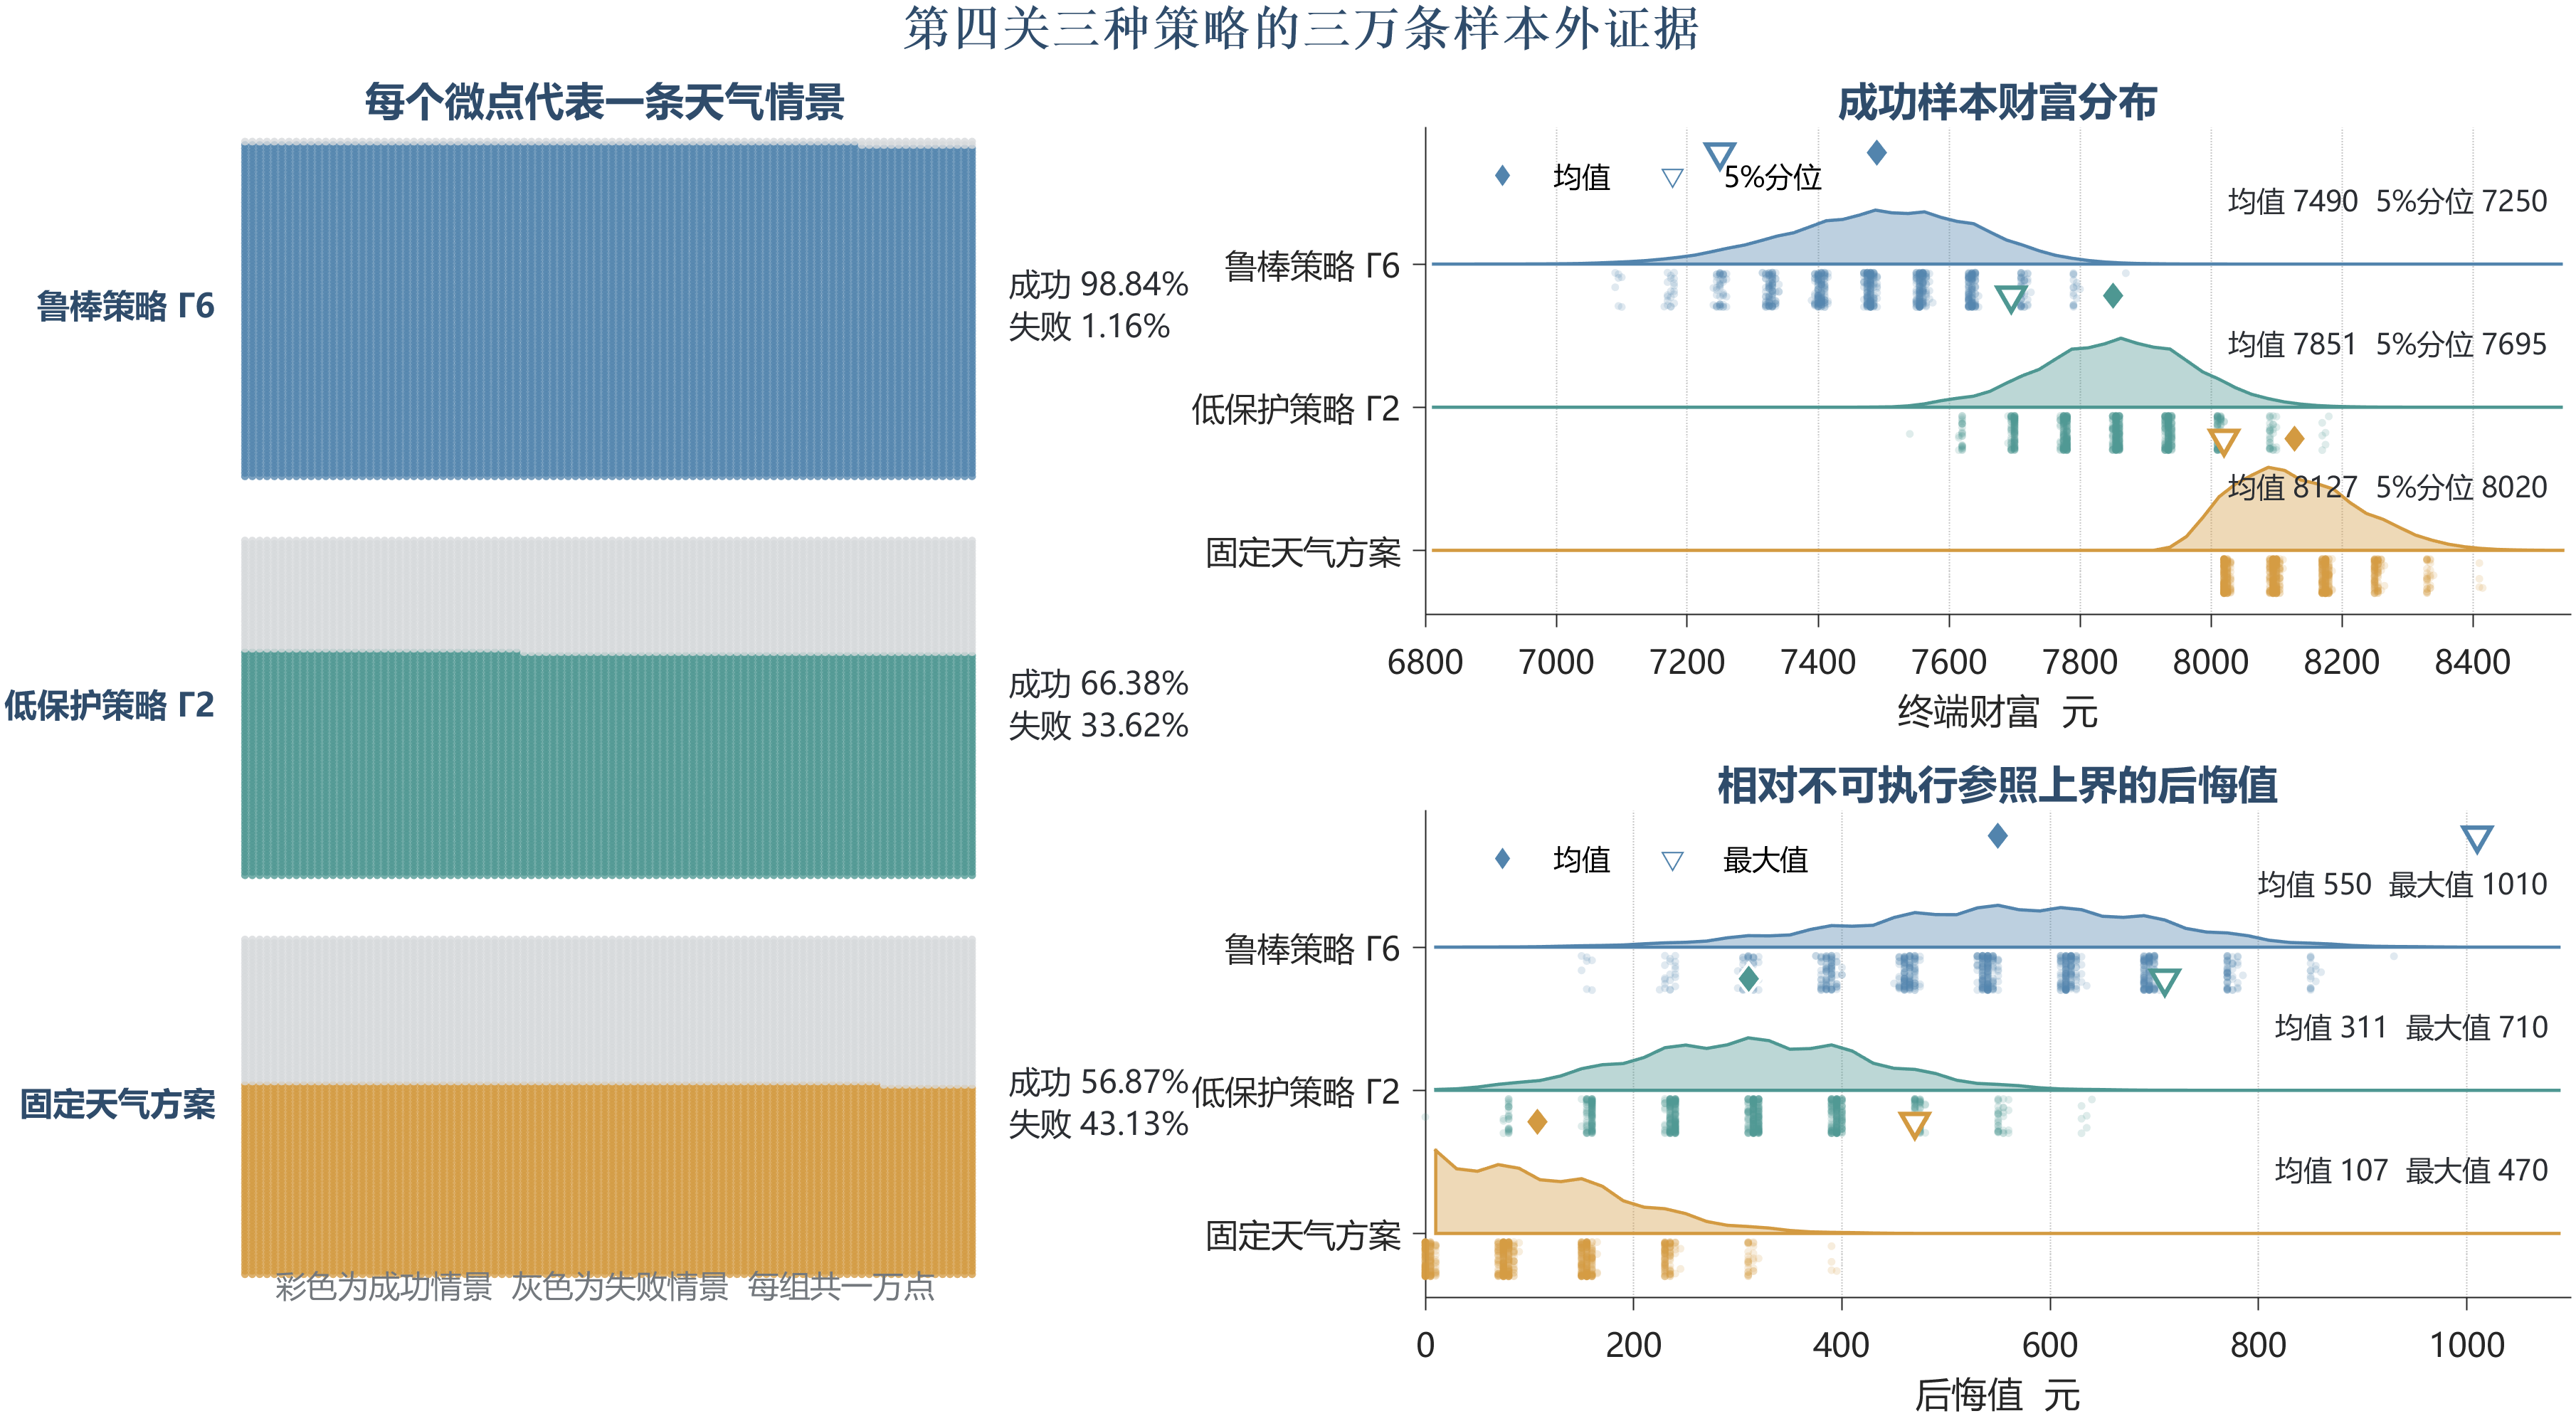 第四关三种策略的三万条样本外证据
每个微点代表一条天气情景
鲁棒策略 Γ6
成功 98.84%
失败 1.16%
低保护策略 Γ2
成功 66.38%
失败 33.62%
固定天气方案
成功 56.87%
失败 43.13%
彩色为成功情景 灰色为失败情景 每组共一万点
成功样本财富分布
均值 5%分位
均值 7490 5%分位 7250
鲁棒策略 Γ6
均值 7851 5%分位 7695
低保护策略 Γ2
均值 8127 5%分位 8020
固定天气方案
6800 7000 7200 7400 7600 7800 8000 8200 8400
终端财富 元
相对不可执行参照上界的后悔值
均值 最大值
均值 550 最大值 1010
鲁棒策略 Γ6
均值 311 最大值 710
低保护策略 Γ2
均值 107 最大值 470
固定天气方案
0 200 400 600 800 1000
后悔值 元